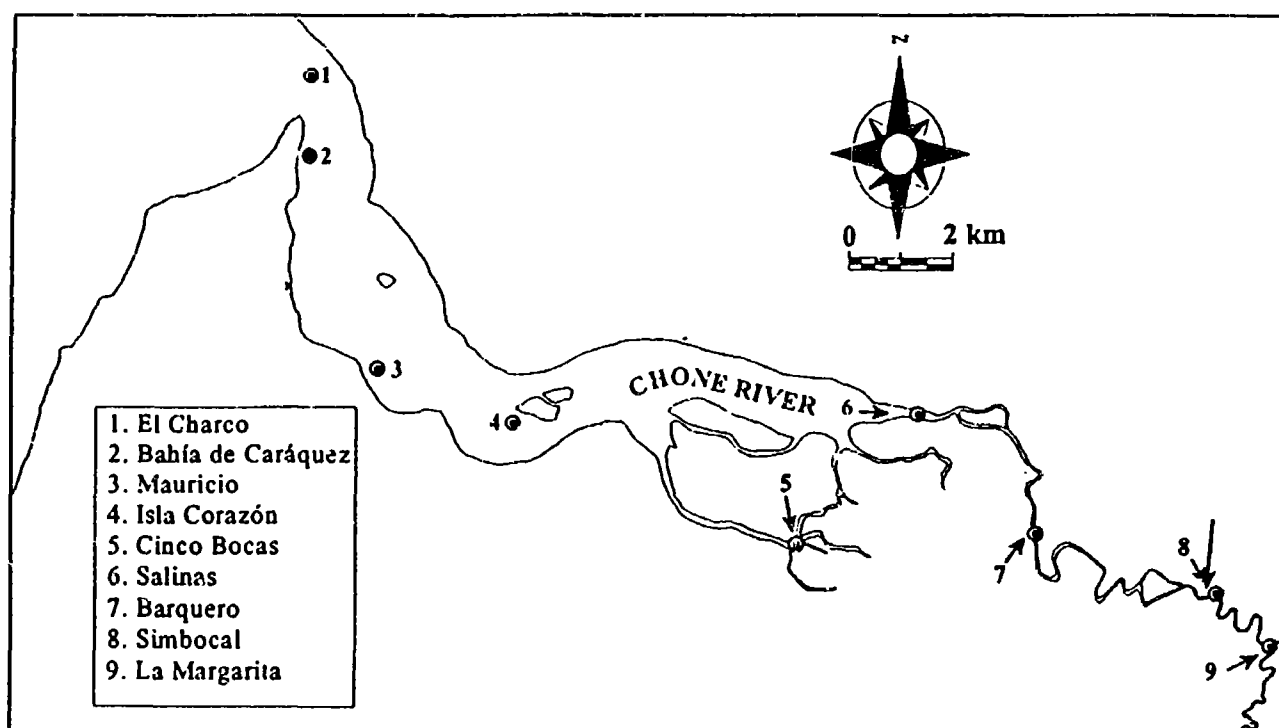 1
2
3
4
5
6
7
8
9
N
0 2 km
CHONE RIVER
1. El Charco
2. Bahía de Caráquez
3. Mauricio
4. Isla Corazón
5. Cinco Bocas
6. Salinas
7. Barquero
8. Simbocal
9. La Margarita